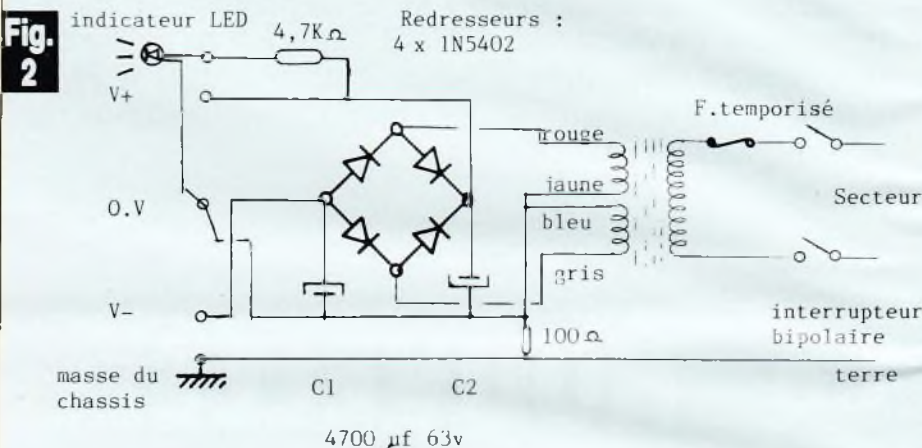 Fig. 2
indicateur LED
4,7KΩ
Redresseurs :
4 x 1N5402
V+
F.temporisé
rouge
jaune
Secteur
O.V
bleu
gris
V-
interrupteur
bipolaire
100Ω
masse du
chassis
terre
C1
C2
4700 µf 63v